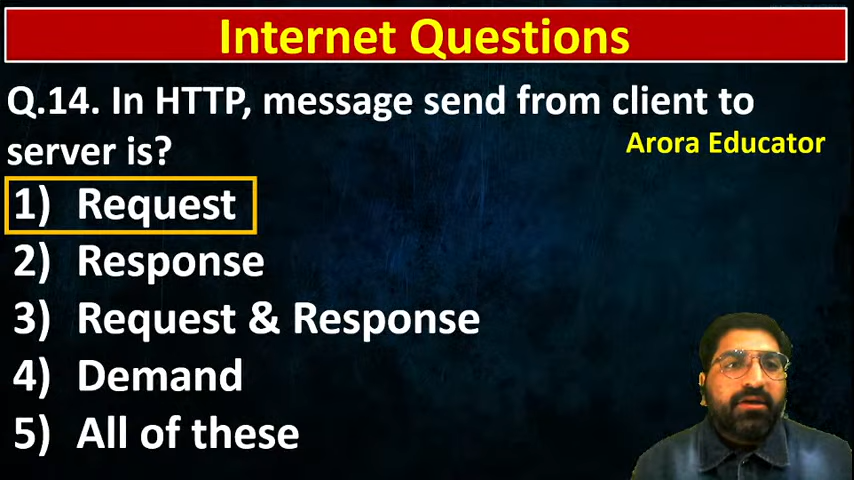 Internet Questions
Q.14. In HTTP, message send from client to
server is?
Arora Educator
1) Request
2) Response
3) Request & Response
4) Demand
5) All of these